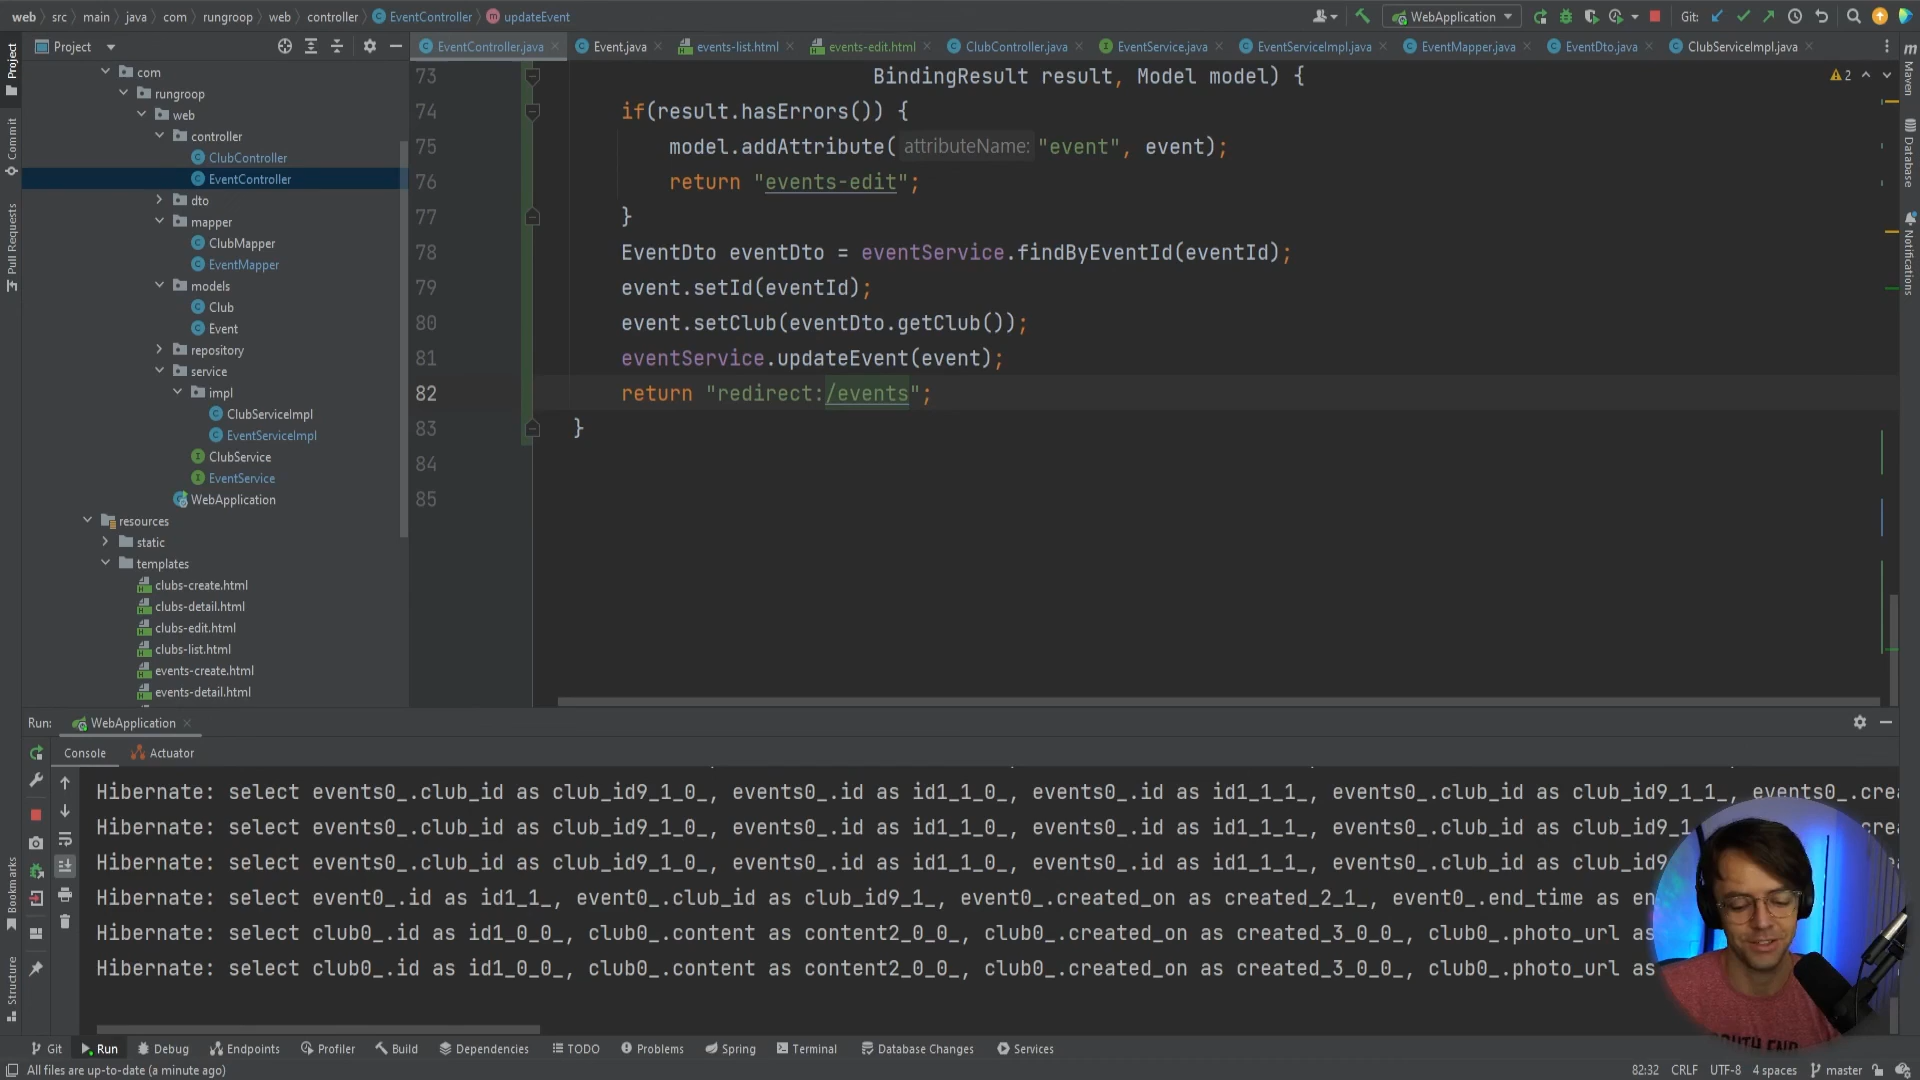 web > src > main > java > com > rungroop > web > controller > EventController > updateEvent
WebApplication
Git:
Project
EventController.java
Event.java
events-list.html
events-edit.html
ClubController.java
EventService.java
EventServiceImpl.java
EventMapper.java
EventDto.java
ClubServiceImpl.java
Project
Commit
Pull Requests
Bookmarks
Structure
com
rungroop
web
controller
ClubController
EventController
dto
mapper
ClubMapper
EventMapper
models
Club
Event
repository
service
impl
ClubServiceImpl
EventServiceImpl
ClubService
EventService
WebApplication
resources
static
templates
clubs-create.html
clubs-detail.html
clubs-edit.html
clubs-list.html
events-create.html
events-detail.html
73 BindingResult result, Model model) {
74 if(result.hasErrors()) {
75 model.addAttribute( attributeName: "event", event);
76 return "events-edit";
77 }
78 EventDto eventDto = eventService.findByEventId(eventId);
79 event.setId(eventId);
80 event.setClub(eventDto.getClub());
81 eventService.updateEvent(event);
82 return "redirect:/events";
83 }
84
85
2
Maven
Database
Notifications
Run: WebApplication
Console Actuator
Hibernate: select events0_.club_id as club_id9_1_0_, events0_.id as id1_1_0_, events0_.id as id1_1_1_, events0_.club_id as club_id9_1_1_, events0_.crea
Hibernate: select events0_.club_id as club_id9_1_0_, events0_.id as id1_1_0_, events0_.id as id1_1_1_, events0_.club_id as club_id9_1
Hibernate: select events0_.club_id as club_id9_1_0_, events0_.id as id1_1_0_, events0_.id as id1_1_1_, events0_.club_id as club_id9
Hibernate: select event0_.id as id1_1_, event0_.club_id as club_id9_1_, event0_.created_on as created_2_1_, event0_.end_time as en
Hibernate: select club0_.id as id1_0_0_, club0_.content as content2_0_0_, club0_.created_on as created_3_0_0_, club0_.photo_url as
Hibernate: select club0_.id as id1_0_0_, club0_.content as content2_0_0_, club0_.created_on as created_3_0_0_, club0_.photo_url as
Git Run Debug Endpoints Profiler Build Dependencies TODO Problems Spring Terminal Database Changes Services
All files are up-to-date (a minute ago)
82:32 CRLF UTF-8 4 spaces master